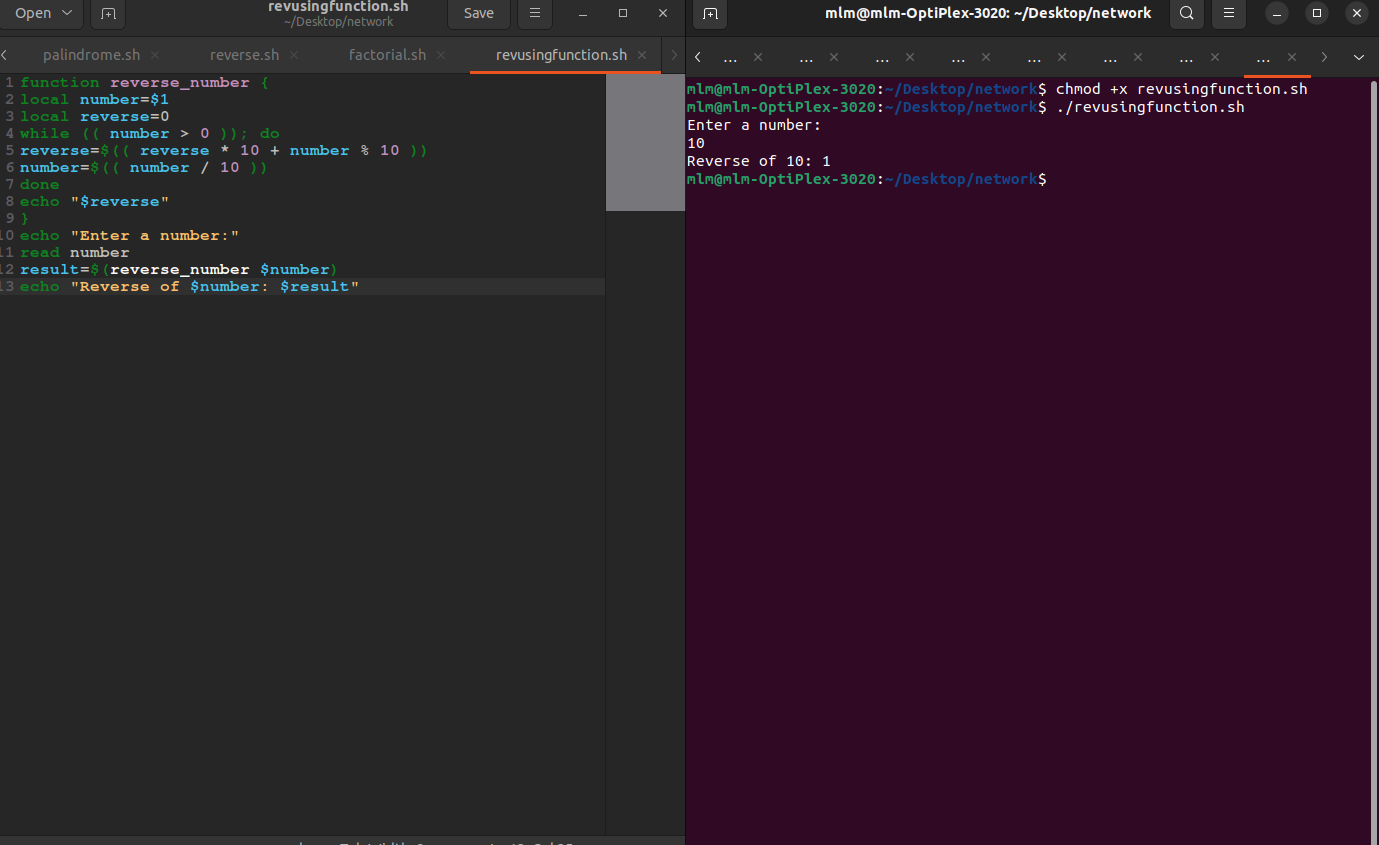 Open
revusingfunction.sh
~/Desktop/network
Save
palindrome.sh
reverse.sh
factorial.sh
revusingfunction.sh
1 function reverse_number {
2 local number=$1
3 local reverse=0
4 while (( number > 0 )); do
5 reverse=$(( reverse * 10 + number % 10 ))
6 number=$(( number / 10 ))
7 done
8 echo "$reverse"
9 }
10 echo "Enter a number:"
11 read number
12 result=$(reverse_number $number)
13 echo "Reverse of $number: $result"
mlm@mlm-OptiPlex-3020: ~/Desktop/network
... ... ... ... ... ... ... ...
mlm@mlm-OptiPlex-3020:~/Desktop/network$ chmod +x revusingfunction.sh
mlm@mlm-OptiPlex-3020:~/Desktop/network$ ./revusingfunction.sh
Enter a number:
10
Reverse of 10: 1
mlm@mlm-OptiPlex-3020:~/Desktop/network$